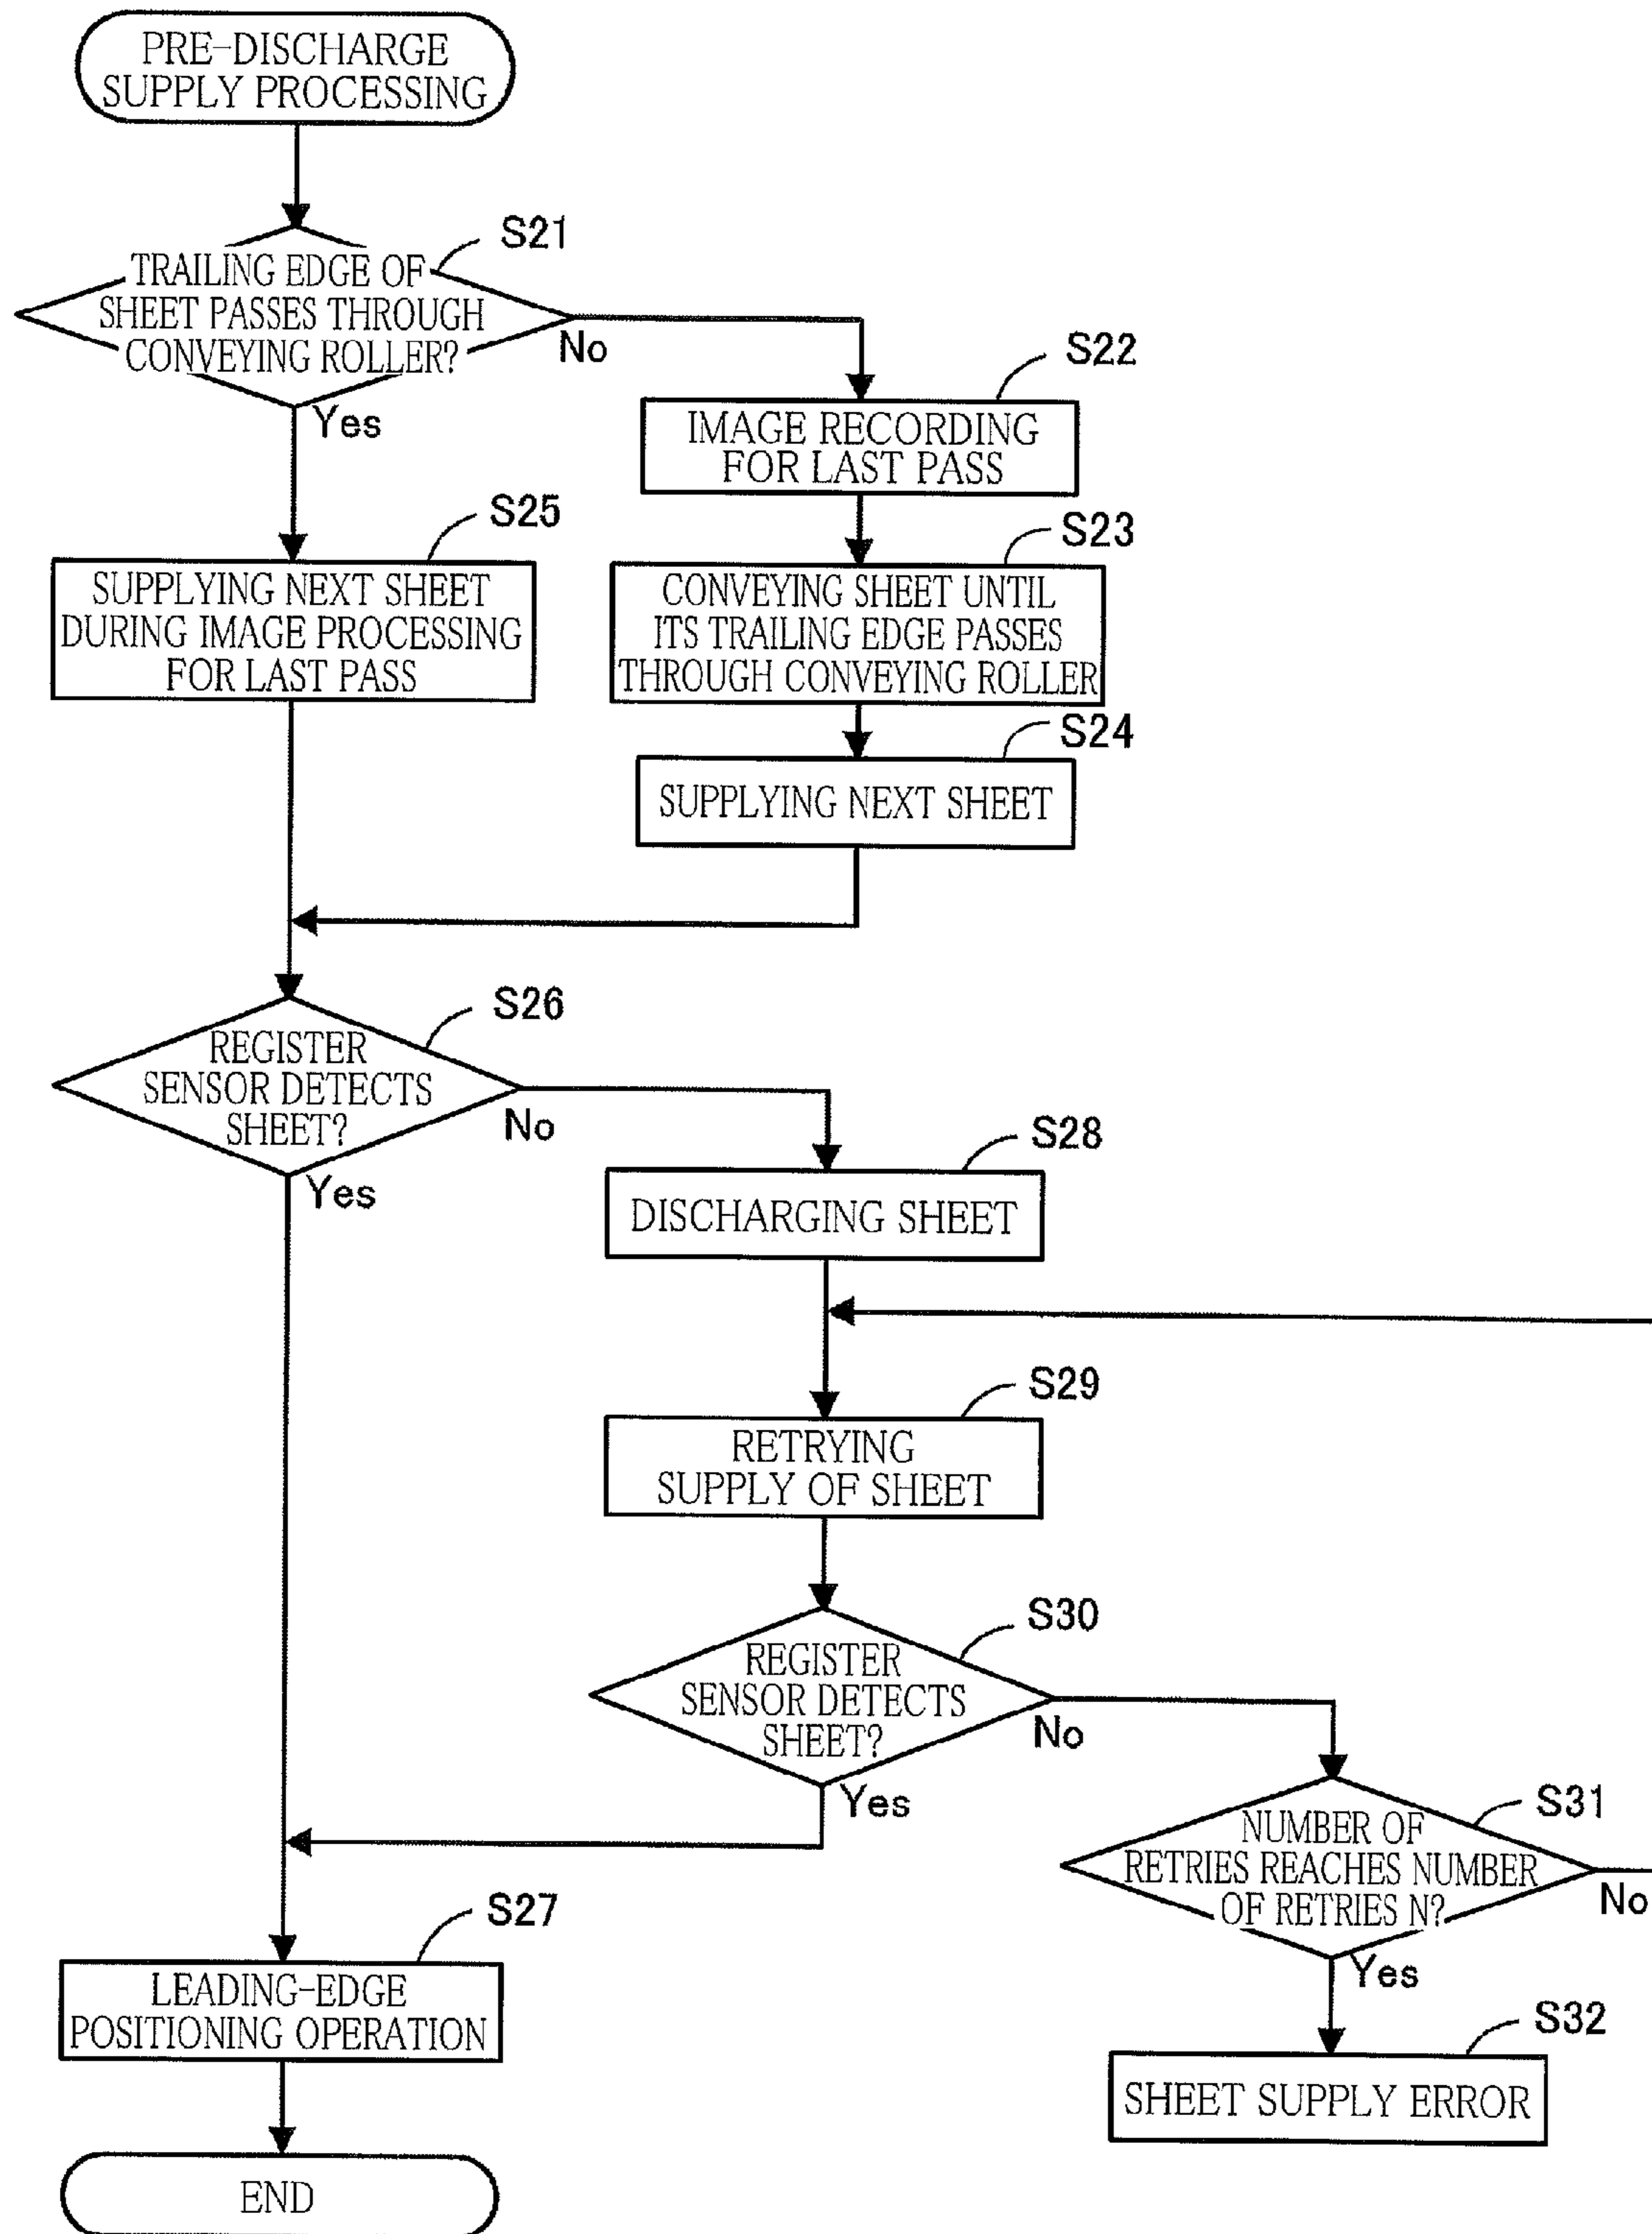 PRE-DISCHARGE
SUPPLY PROCESSING
S21
TRAILING EDGE OF
SHEET PASSES THROUGH
CONVEYING ROLLER?
No
Yes
S22
IMAGE RECORDING
FOR LAST PASS
S25
SUPPLYING NEXT SHEET
DURING IMAGE PROCESSING
FOR LAST PASS
S23
CONVEYING SHEET UNTIL
ITS TRAILING EDGE PASSES
THROUGH CONVEYING ROLLER
S24
SUPPLYING NEXT SHEET
S26
REGISTER
SENSOR DETECTS
SHEET?
No
Yes
S28
DISCHARGING SHEET
S29
RETRYING
SUPPLY OF SHEET
S30
REGISTER
SENSOR DETECTS
SHEET?
No
Yes
S31
NUMBER OF
RETRIES REACHES NUMBER
OF RETRIES N?
No
Yes
S27
LEADING-EDGE
POSITIONING OPERATION
S32
SHEET SUPPLY ERROR
END